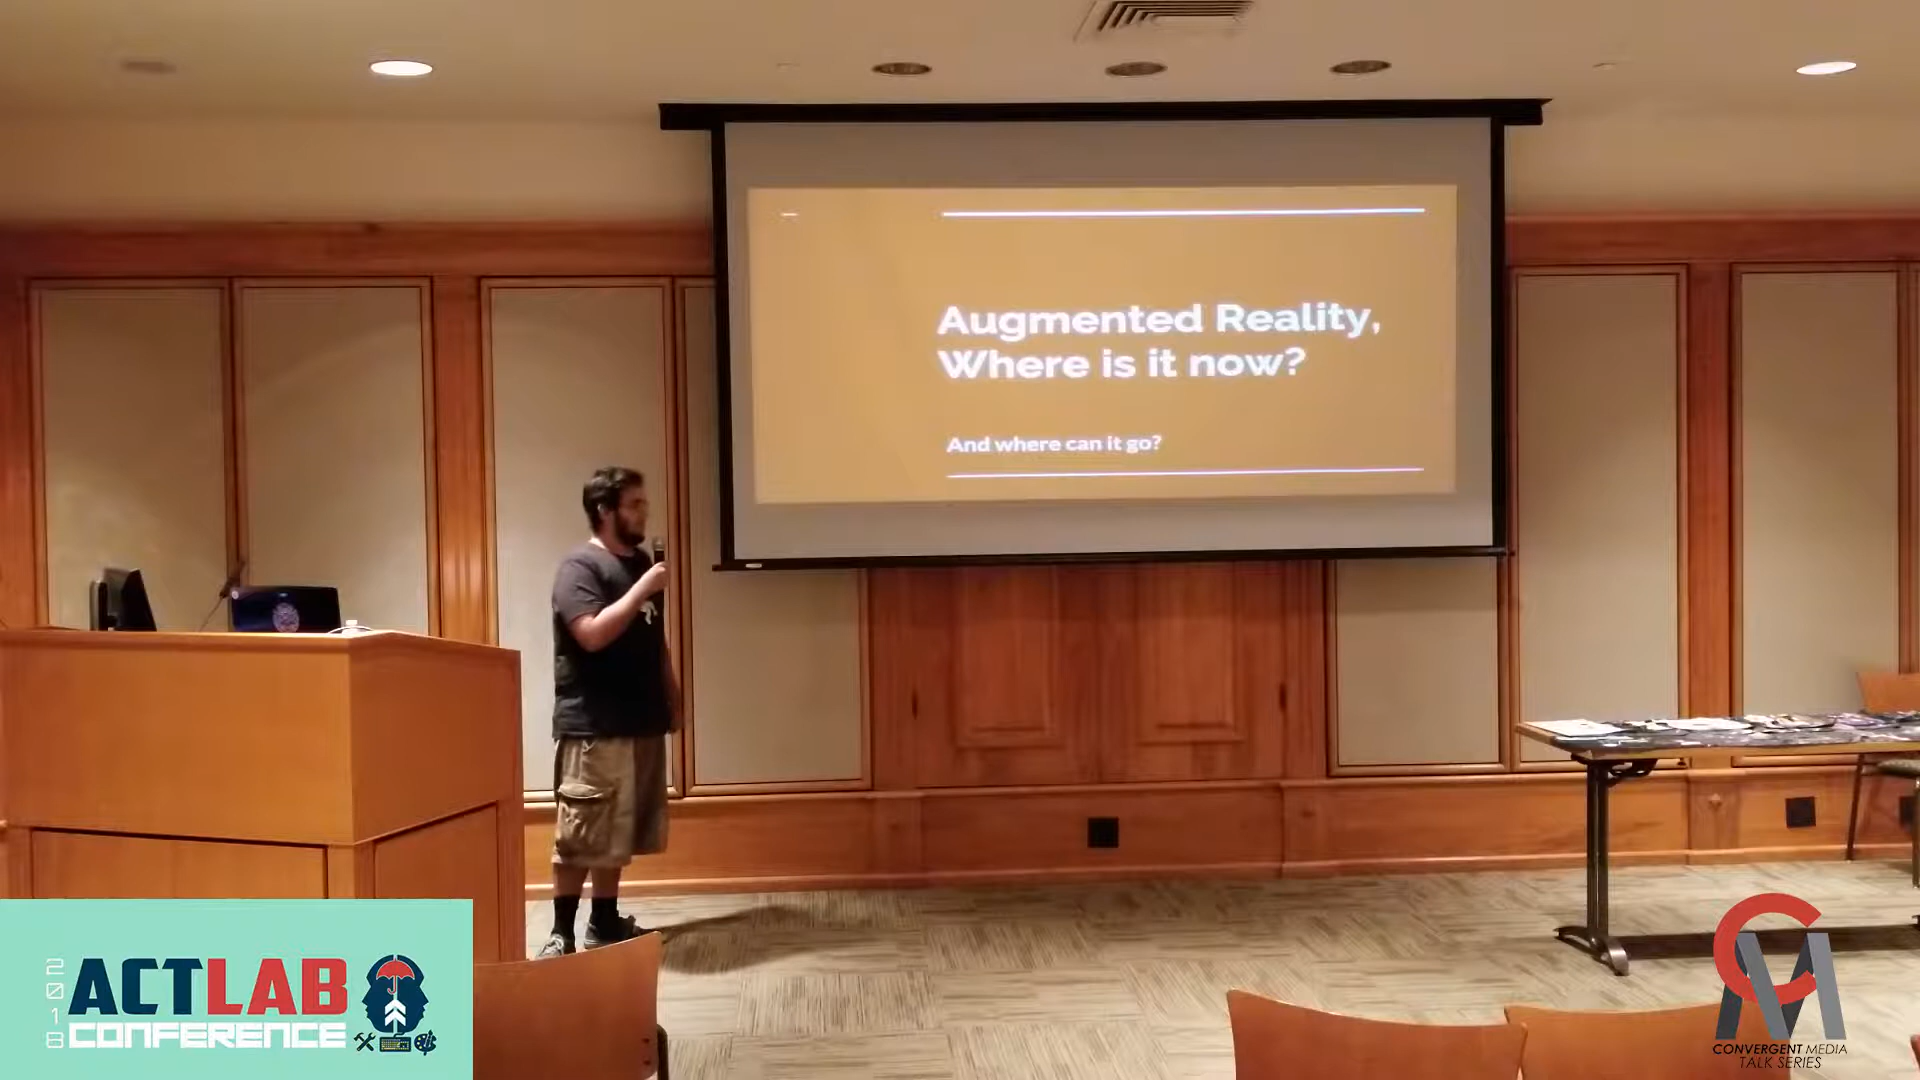 Augmented Reality,
Where is it now?
And where can it go?
2018
ACTLAB
CONFERENCE
CONVERGENT MEDIA
TALK SERIES